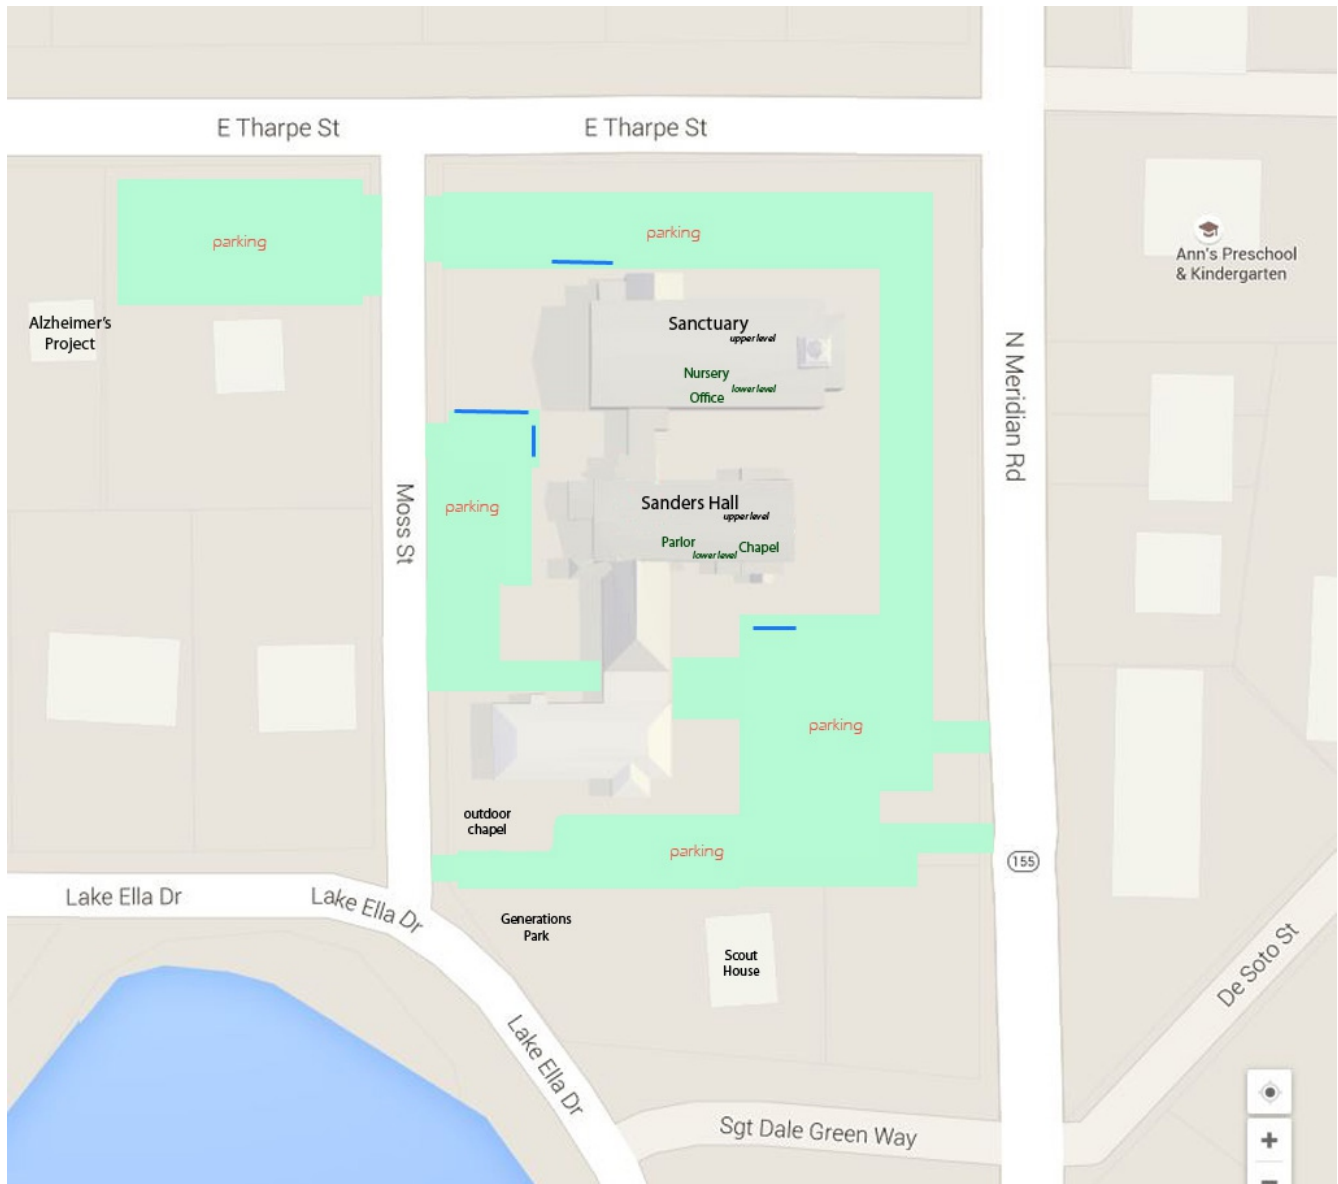 E Tharpe St
E Tharpe St
parking
parking
Ann's Preschool
& Kindergarten
Alzheimer's
Project
Sanctuary
upper level
Nursery
lower level
Office
N Meridian Rd
Moss St
parking
Sanders Hall
upper level
Parlor
lower level
Chapel
parking
outdoor
chapel
parking
155
Lake Ella Dr
Lake Ella Dr
Generations
Park
Scout
House
De Soto St
Lake Ella Dr
Sgt Dale Green Way
+
−